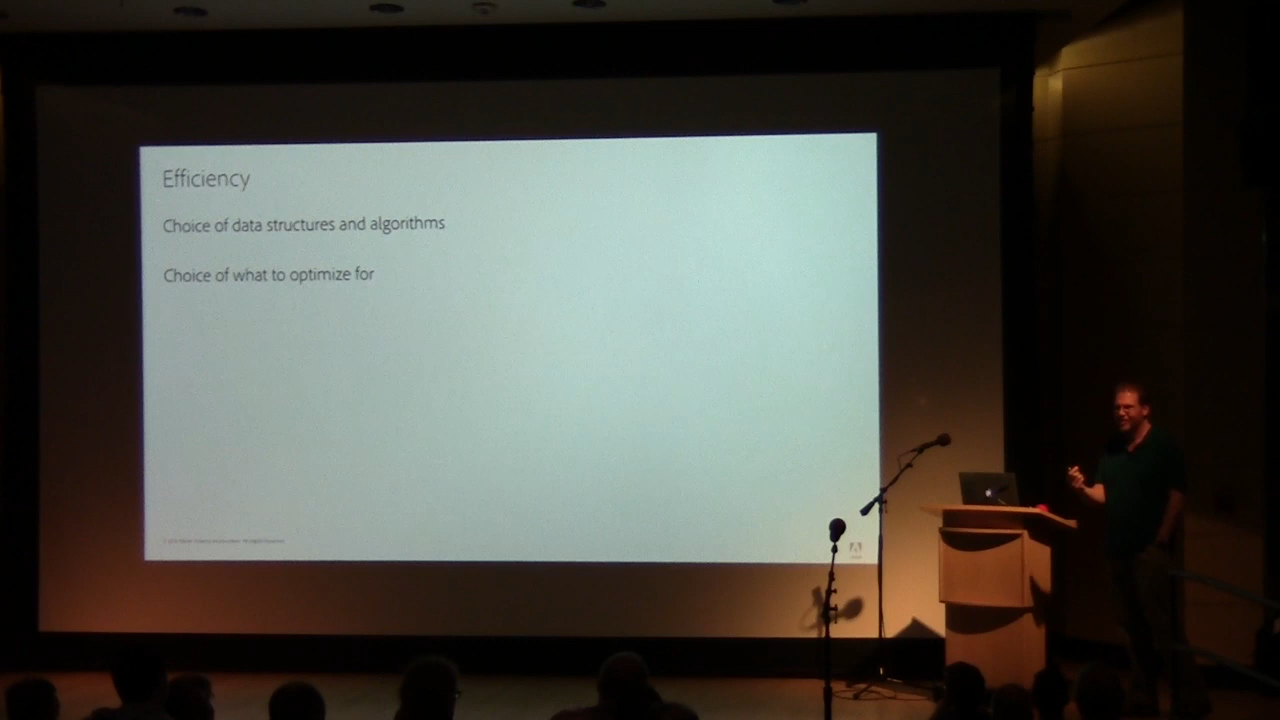 Efficiency
Choice of data structures and algorithms
Choice of what to optimize for